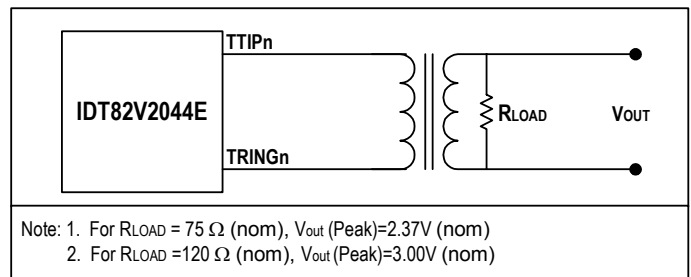 TTIPn
IDT82V2044E
RLOAD
VOUT
TRINGn
Note: 1. For RLOAD = 75 Ω (nom), Vout (Peak)=2.37V (nom)
2. For RLOAD =120 Ω (nom), Vout (Peak)=3.00V (nom)